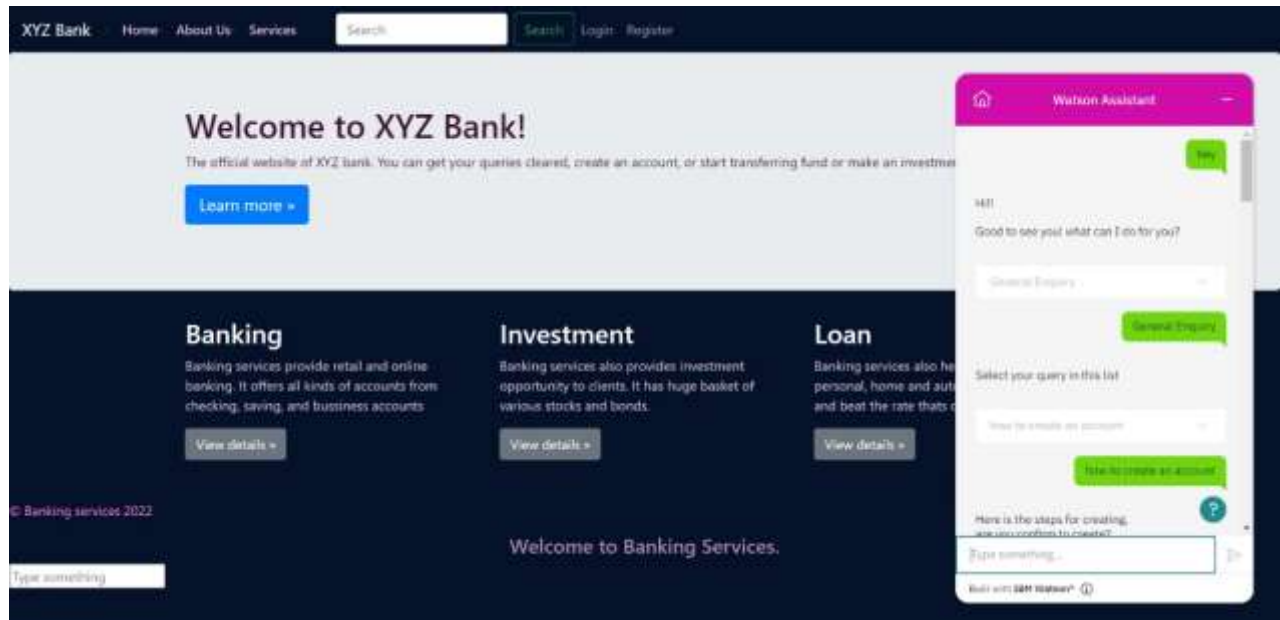 XYZ Bank Home About Us Services Search Search Login Register
Welcome to XYZ Bank!
The official website of XYZ bank. You can get your queries cleared, create an account, or start transferring fund or make an investmen
Learn more »
Banking
Banking services provide retail and online
banking. It offers all kinds of accounts from
checking, saving, and bussiness accounts
View details »
Investment
Banking services also provides investment
opportunity to clients. It has huge basket of
various stocks and bonds.
View details »
Loan
Banking services also he
personal, home and aut
and beat the rate thats
View details »
© Banking services 2022
Welcome to Banking Services.
Type something
Watson Assistant
Hey
Hi!!
Good to see you! what can I do for you?
General Enquiry
General Enquiry
Select your query in this list
How to create an account
How to create an account
Here is the steps for creating,
are you confirm to create?
Type something...
Built with IBM Watson®